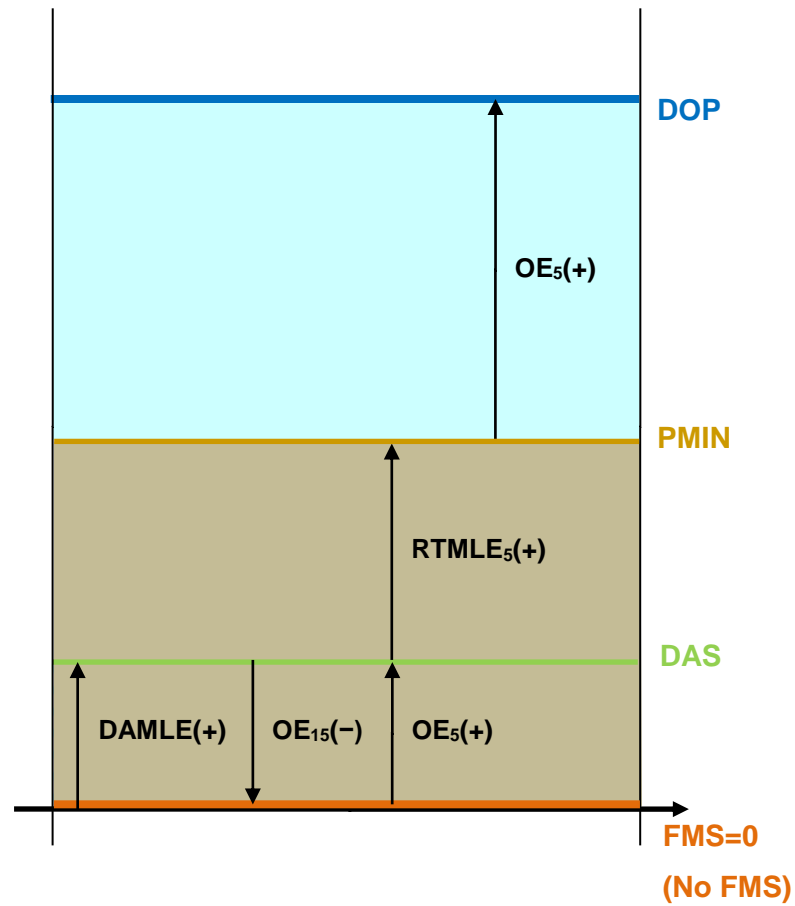 DOP
OE₅(+)
PMIN
RTMLE₅(+)
DAS
DAMLE(+) OE₁₅(−) OE₅(+)
FMS=0
(No FMS)